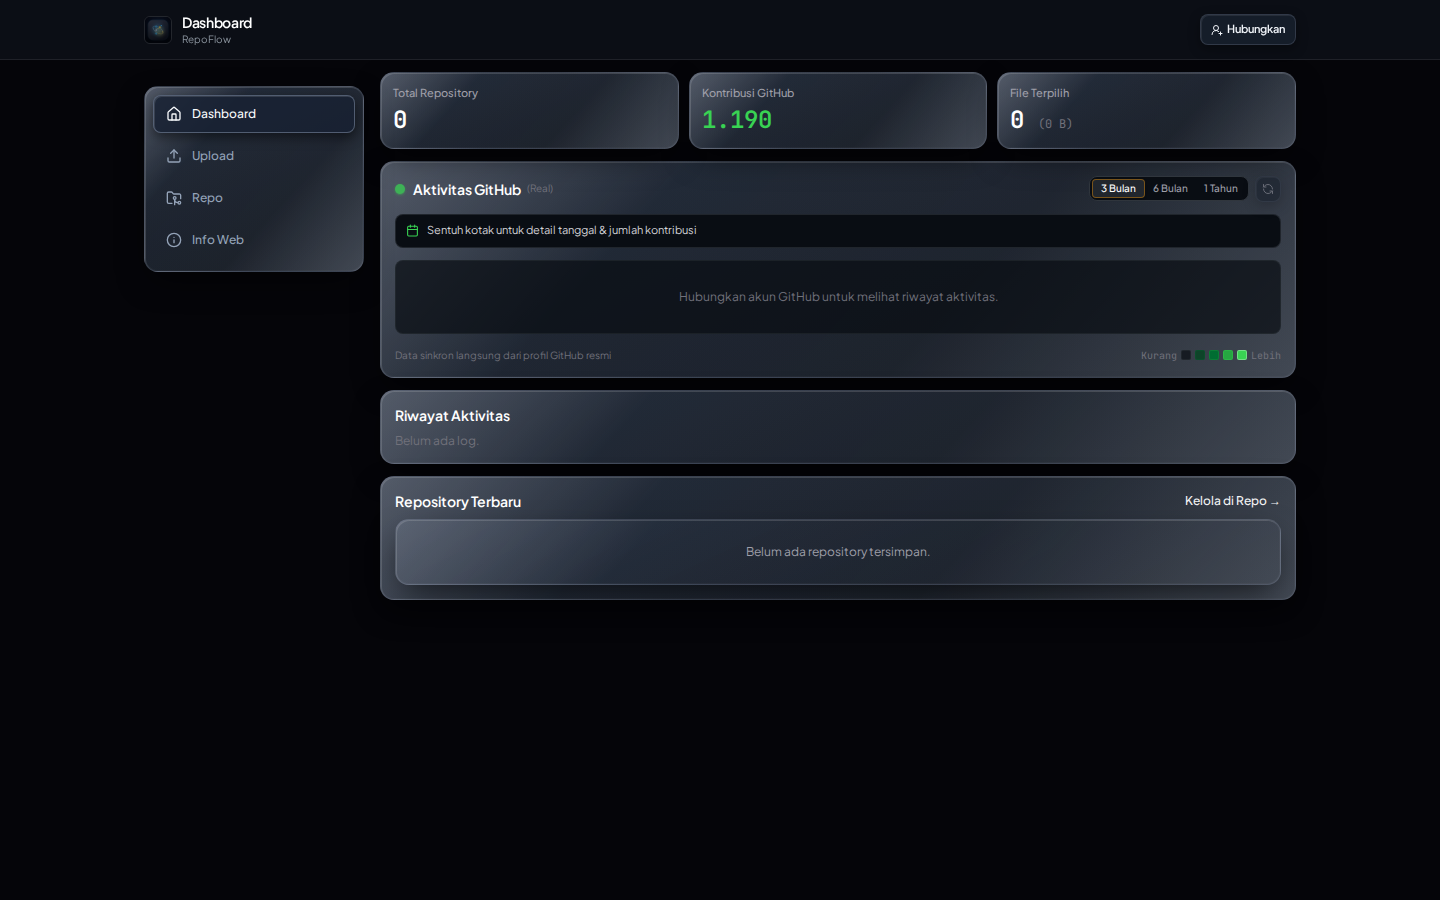 Dashboard
RepoFlow
Hubungkan
Dashboard
Upload
Repo
Info Web
Total Repository
0
Kontribusi GitHub
1.190
File Terpilih
0 (0 B)
Aktivitas GitHub (Real)
3 Bulan 6 Bulan 1 Tahun
Sentuh kotak untuk detail tanggal & jumlah kontribusi
Hubungkan akun GitHub untuk melihat riwayat aktivitas.
Data sinkron langsung dari profil GitHub resmi
Kurang Lebih
Riwayat Aktivitas
Belum ada log.
Repository Terbaru
Kelola di Repo →
Belum ada repository tersimpan.